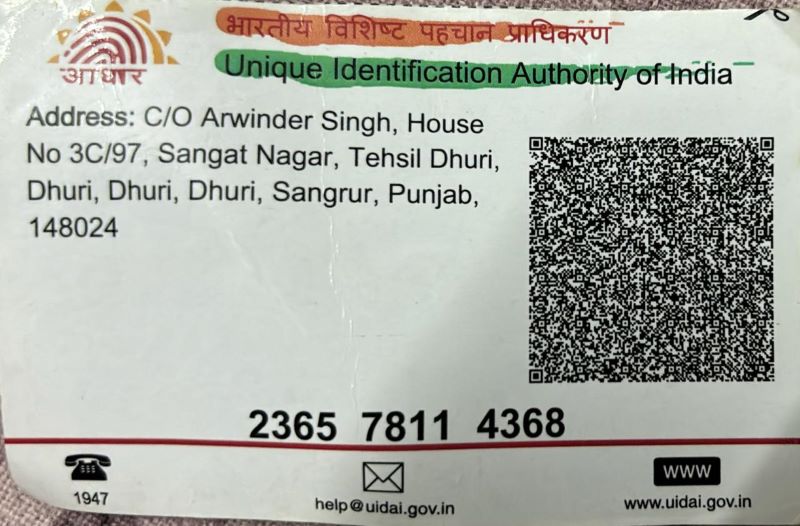 भारतीय विशिष्ट पहचान प्राधिकरण
आधार
Unique Identification Authority of India
Address: C/O Arwinder Singh, House
No 3C/97, Sangat Nagar, Tehsil Dhuri,
Dhuri, Dhuri, Dhuri, Sangrur, Punjab,
148024
2365 7811 4368
1947
help@uidai.gov.in
www
www.uidai.gov.in